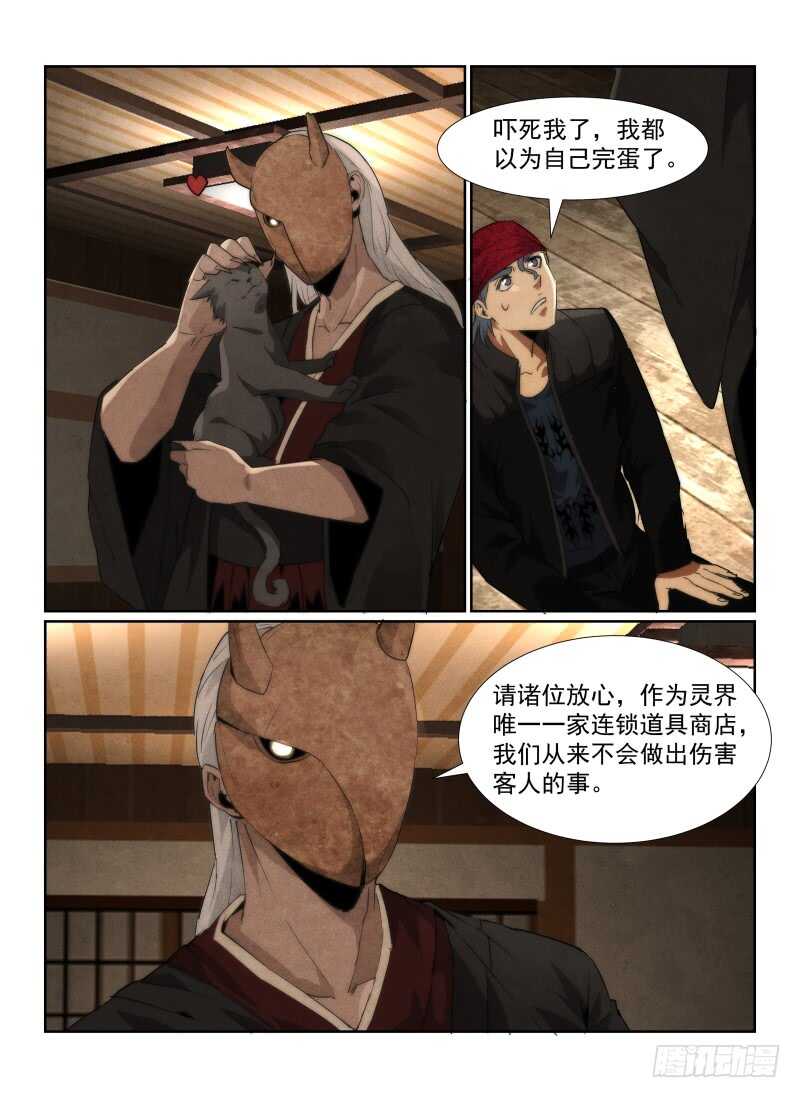 吓死我了，我都
以为自己完蛋了。
请诸位放心，作为灵界
唯一一家连锁道具商店，
我们从来不会做出伤害
客人的事。
腾讯动漫